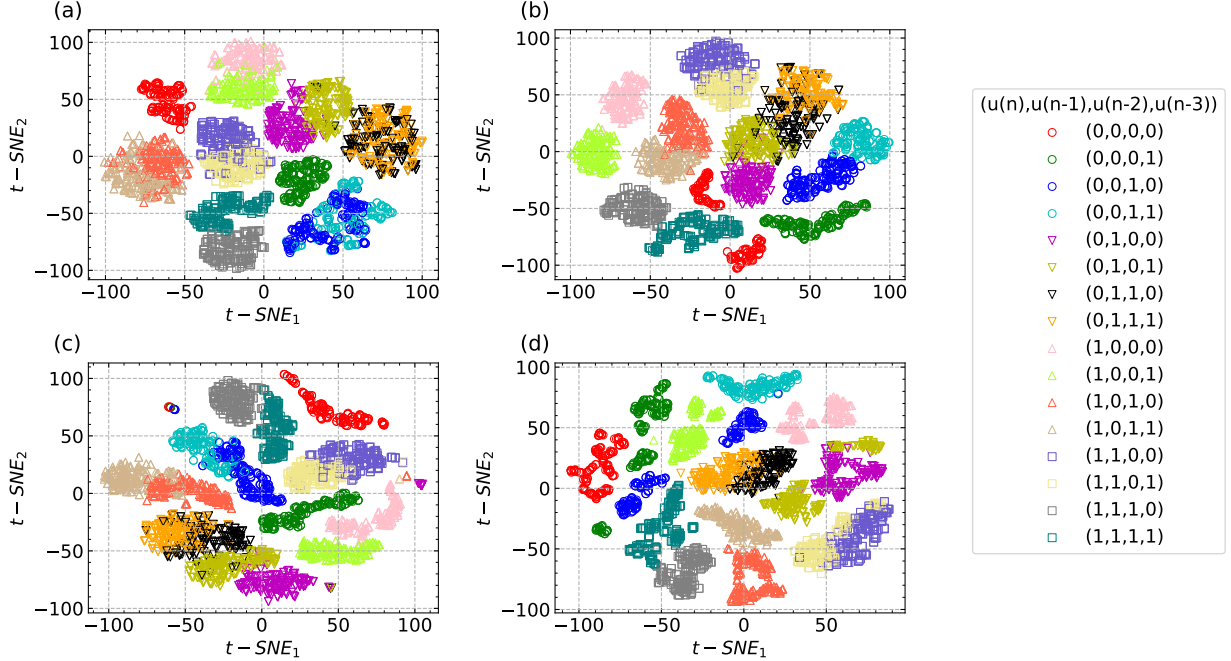 (a)
100
50
0
−50
−100
−100 −50 0 50 100
t − SNE1
t − SNE2
(b)
100
50
0
−50
−100
−100 −50 0 50 100
t − SNE1
t − SNE2
(c)
100
50
0
−50
−100
−100 −50 0 50 100
t − SNE1
t − SNE2
(d)
100
50
0
−50
−100
−100 −50 0 50
t − SNE1
t − SNE2
(u(n),u(n-1),u(n-2),u(n-3))
(0,0,0,0)
(0,0,0,1)
(0,0,1,0)
(0,0,1,1)
(0,1,0,0)
(0,1,0,1)
(0,1,1,0)
(0,1,1,1)
(1,0,0,0)
(1,0,0,1)
(1,0,1,0)
(1,0,1,1)
(1,1,0,0)
(1,1,0,1)
(1,1,1,0)
(1,1,1,1)